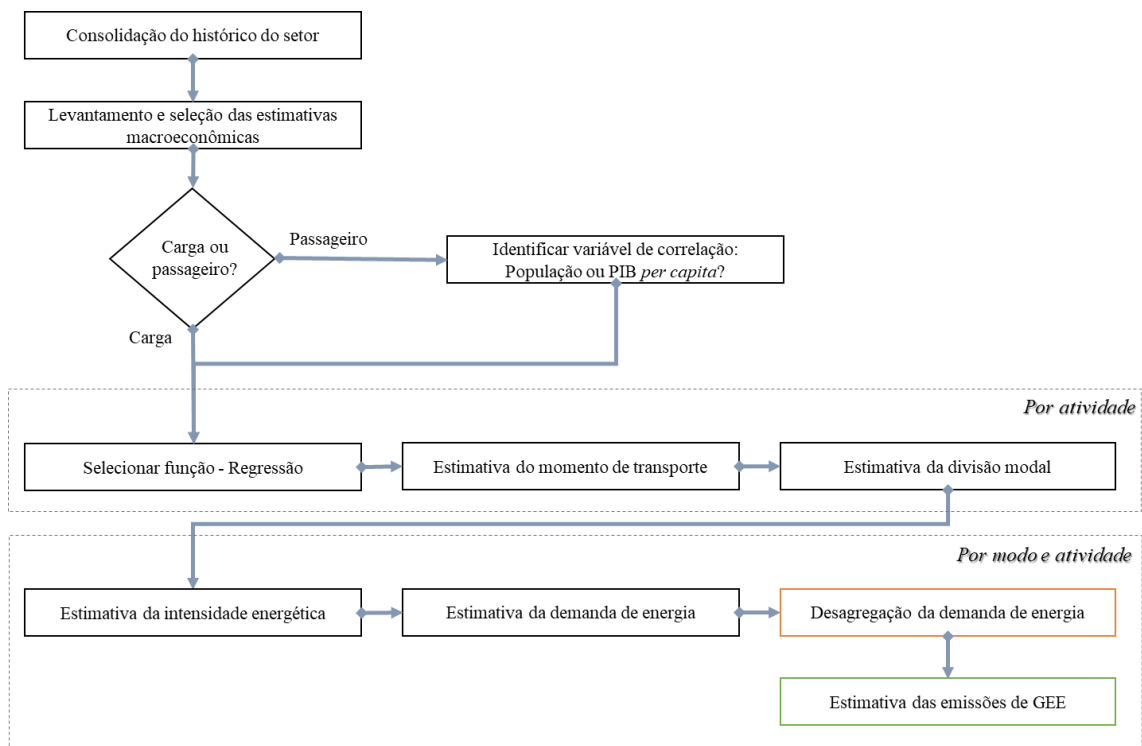 Consolidação do histórico do setor
Levantamento e seleção das estimativas
macroeconômicas
Carga ou
passageiro?
Passageiro
Identificar variável de correlação:
População ou PIB per capita?
Carga
Por atividade
Selecionar função - Regressão
Estimativa do momento de transporte
Estimativa da divisão modal
Por modo e atividade
Estimativa da intensidade energética
Estimativa da demanda de energia
Desagregação da demanda de energia
Estimativa das emissões de GEE